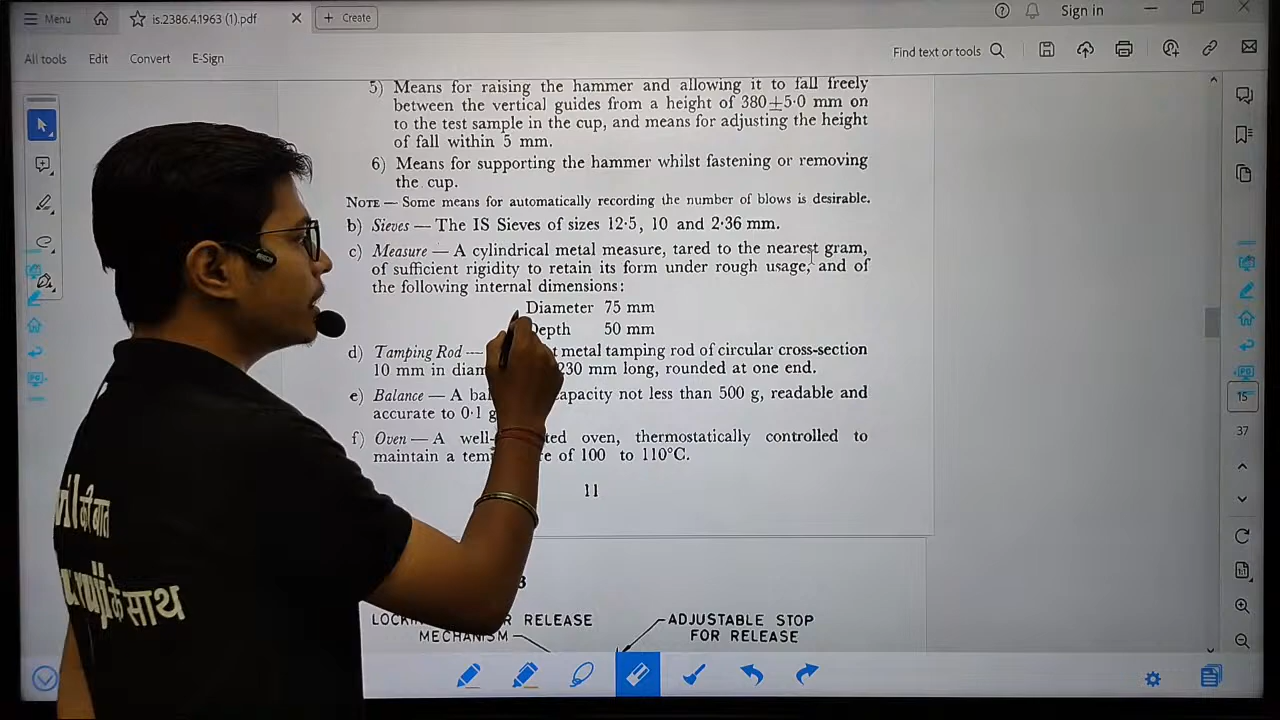 Menu
is.2386.4.1963 (1).pdf
+ Create
Sign in
All tools
Edit
Convert
E-Sign
Find text or tools
5) Means for raising the hammer and allowing it to fall freely
between the vertical guides from a height of 380±5·0 mm on
to the test sample in the cup, and means for adjusting the height
of fall within 5 mm.
6) Means for supporting the hammer whilst fastening or removing
the cup.
NOTE — Some means for automatically recording the number of blows is desirable.
b) Sieves — The IS Sieves of sizes 12·5, 10 and 2·36 mm.
c) Measure — A cylindrical metal measure, tared to the nearest gram,
of sufficient rigidity to retain its form under rough usage, and of
the following internal dimensions:
Diameter 75 mm
50 mm
d) Tamping Rod — metal tamping rod of circular cross-section
10 mm in 230 mm long, rounded at one end.
e) Balance — A capacity not less than 500 g, readable and
accurate to 0·1
f) Oven — A oven, thermostatically controlled to
maintain a of 100 to 110°C.
11
15
37
RELEASE
MECHANISM
ADJUSTABLE STOP
FOR RELEASE
की बात
के साथ